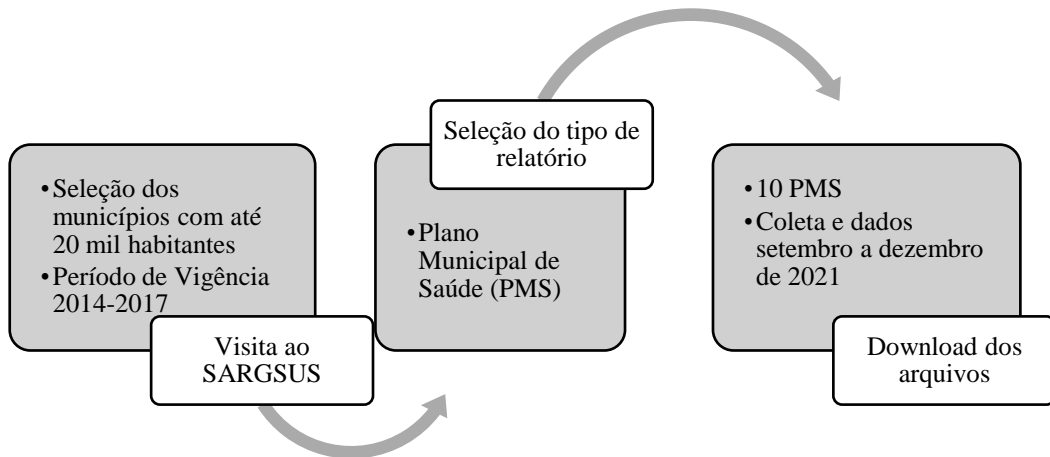 •Seleção dos
municípios com até
20 mil habitantes
•Período de Vigência
2014-2017
Visita ao
SARGSUS
Seleção do tipo de
relatório
•Plano
Municipal de
Saúde (PMS)
•10 PMS
•Coleta e dados
setembro a dezembro
de 2021
Download dos
arquivos